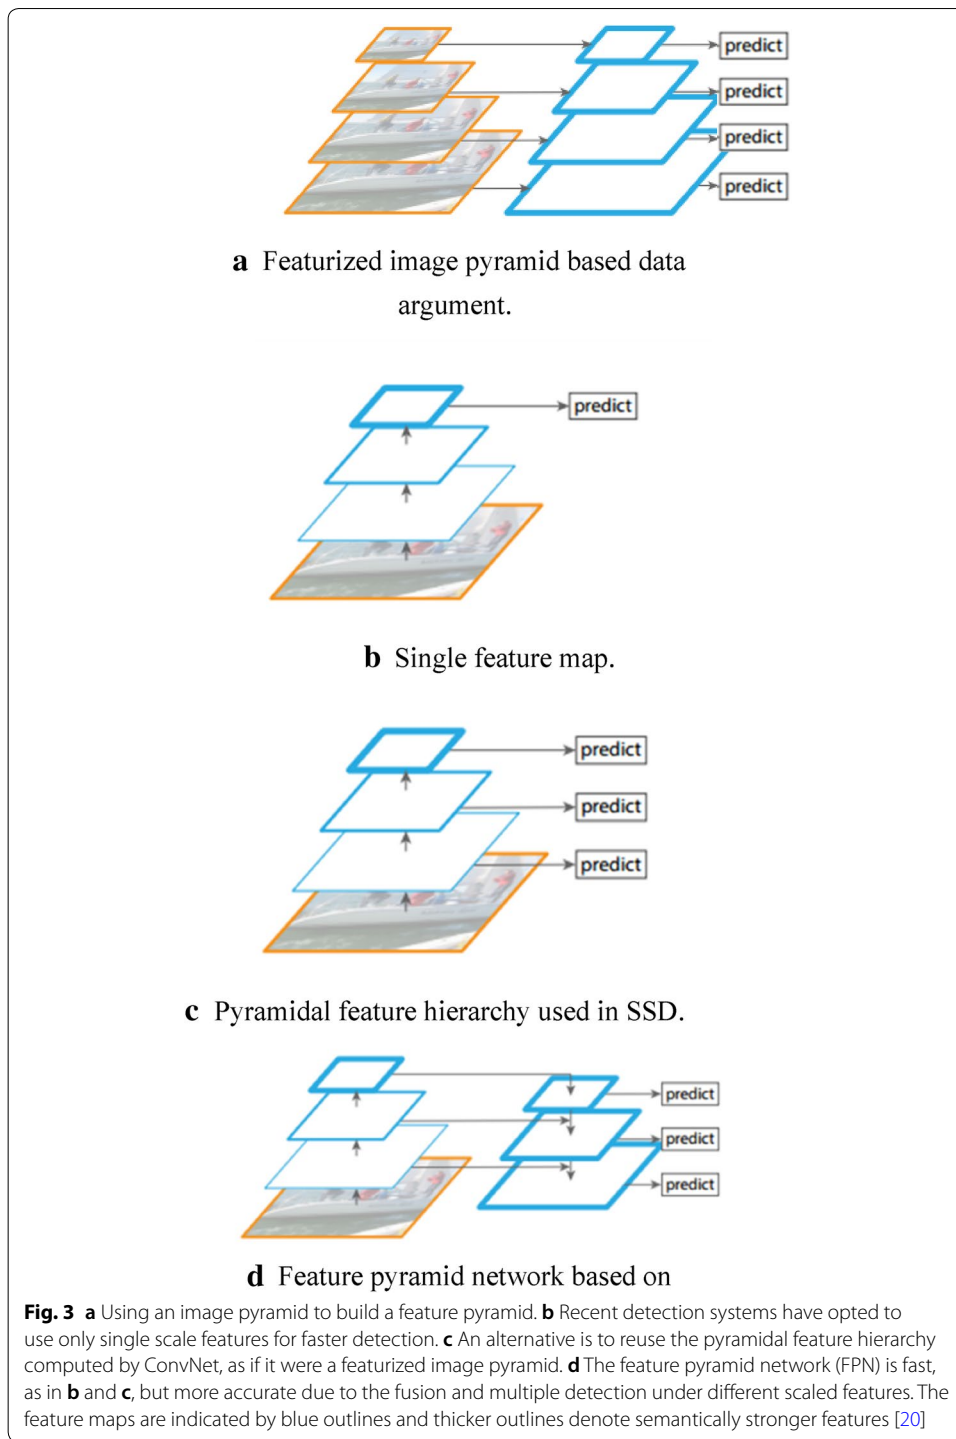 predict
predict
predict
predict
a Featurized image pyramid based data
argument.
predict
b Single feature map.
predict
predict
predict
c Pyramidal feature hierarchy used in SSD.
predict
predict
predict
d Feature pyramid network based on
Fig. 3 a Using an image pyramid to build a feature pyramid. b Recent detection systems have opted to
use only single scale features for faster detection. c An alternative is to reuse the pyramidal feature hierarchy
computed by ConvNet, as if it were a featurized image pyramid. d The feature pyramid network (FPN) is fast,
as in b and c, but more accurate due to the fusion and multiple detection under different scaled features. The
feature maps are indicated by blue outlines and thicker outlines denote semantically stronger features [20]